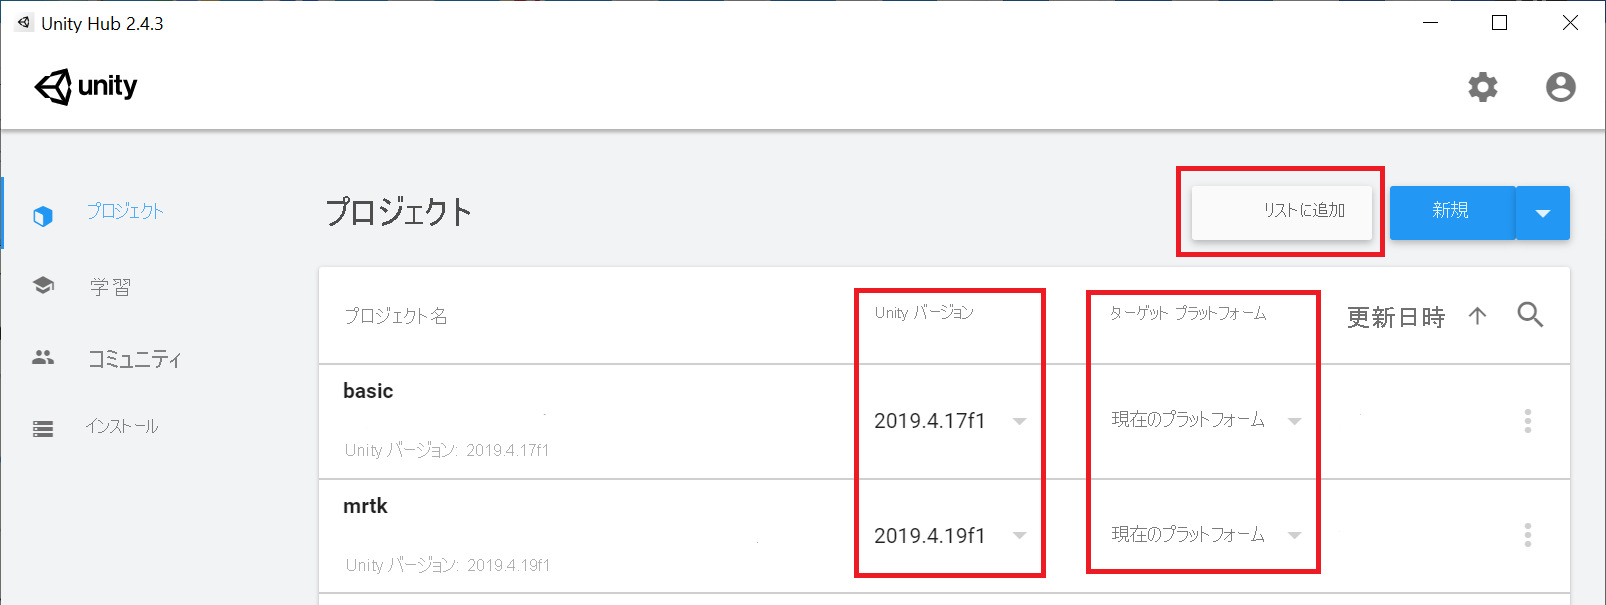 Unity Hub 2.4.3
unity
プロジェクト
学習
コミュニティ
インストール
プロジェクト
リストに追加
新規
プロジェクト名
Unity バージョン
ターゲット プラットフォーム
更新日時
basic
Unity バージョン: 2019.4.17f1
2019.4.17f1
現在のプラットフォーム
mrtk
Unity バージョン: 2019.4.19f1
2019.4.19f1
現在のプラットフォーム